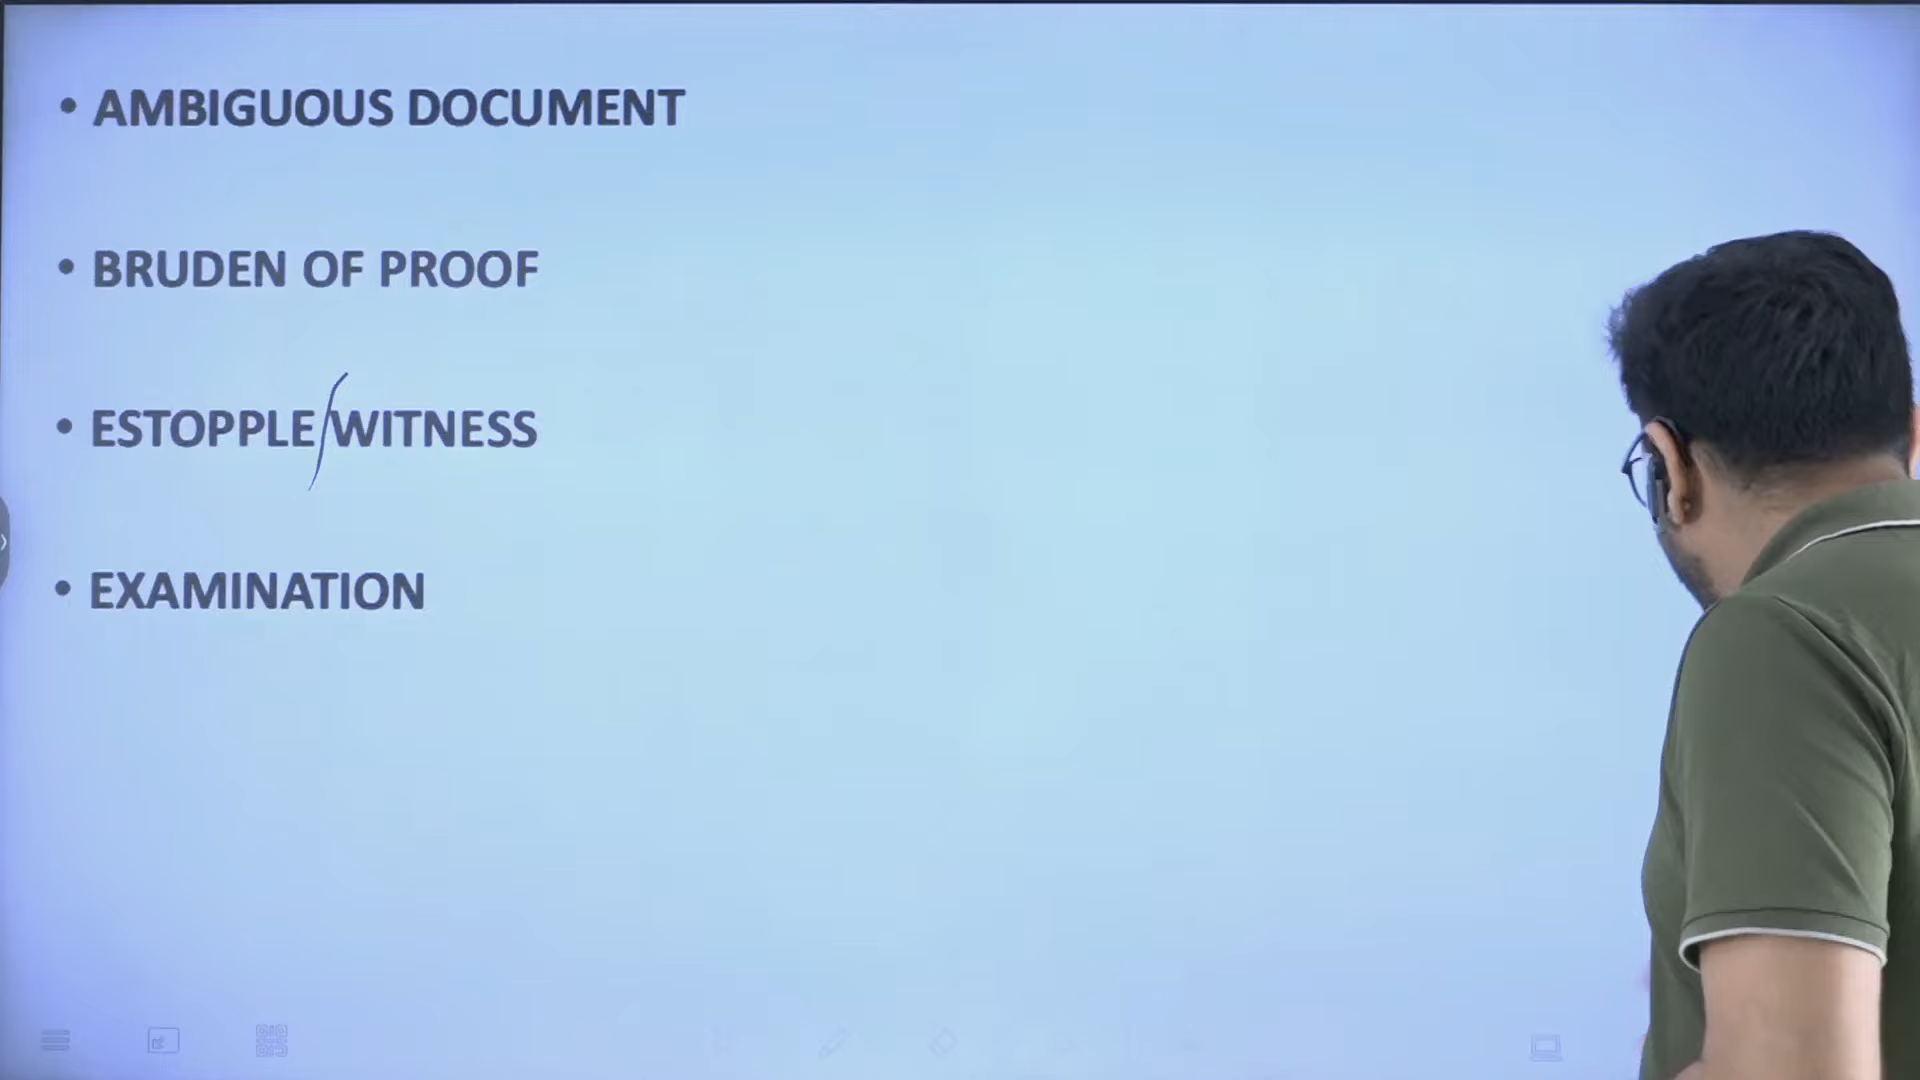 • AMBIGUOUS DOCUMENT
• BRUDEN OF PROOF
• ESTOPPLE/WITNESS
• EXAMINATION